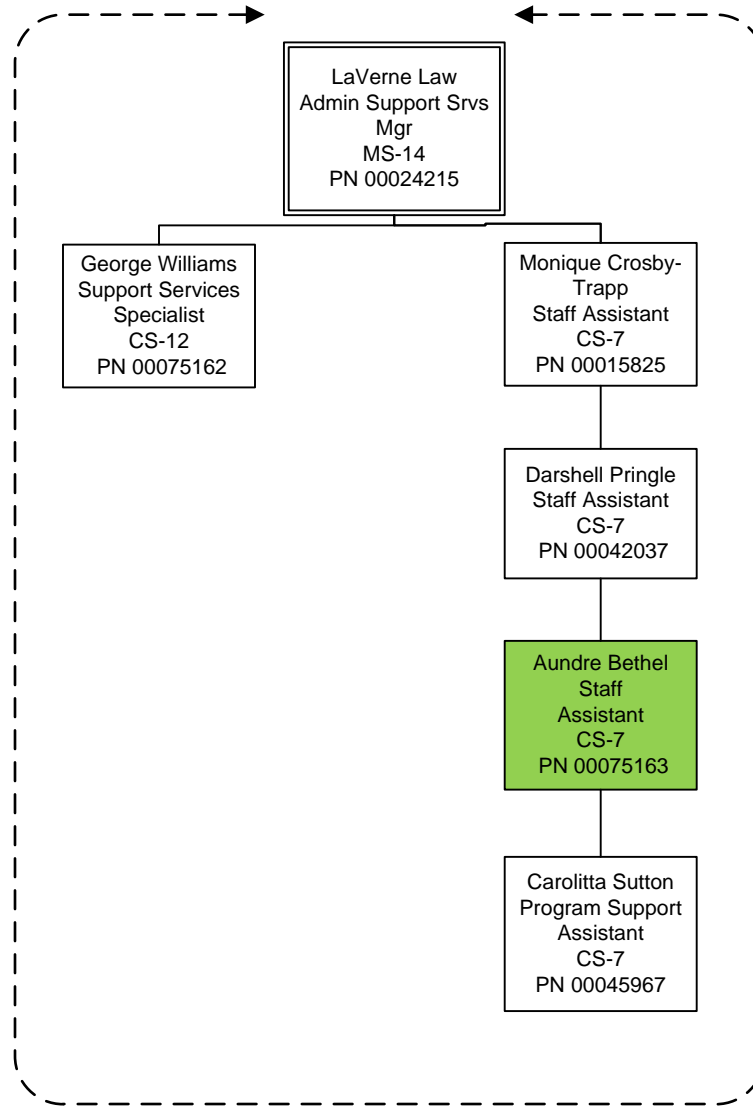 LaVerne Law
Admin Support Srvs
Mgr
MS-14
PN 00024215
George Williams
Support Services
Specialist
CS-12
PN 00075162
Monique Crosby-
Trapp
Staff Assistant
CS-7
PN 00015825
Darshell Pringle
Staff Assistant
CS-7
PN 00042037
Aundre Bethel
Staff
Assistant
CS-7
PN 00075163
Carolitta Sutton
Program Support
Assistant
CS-7
PN 00045967